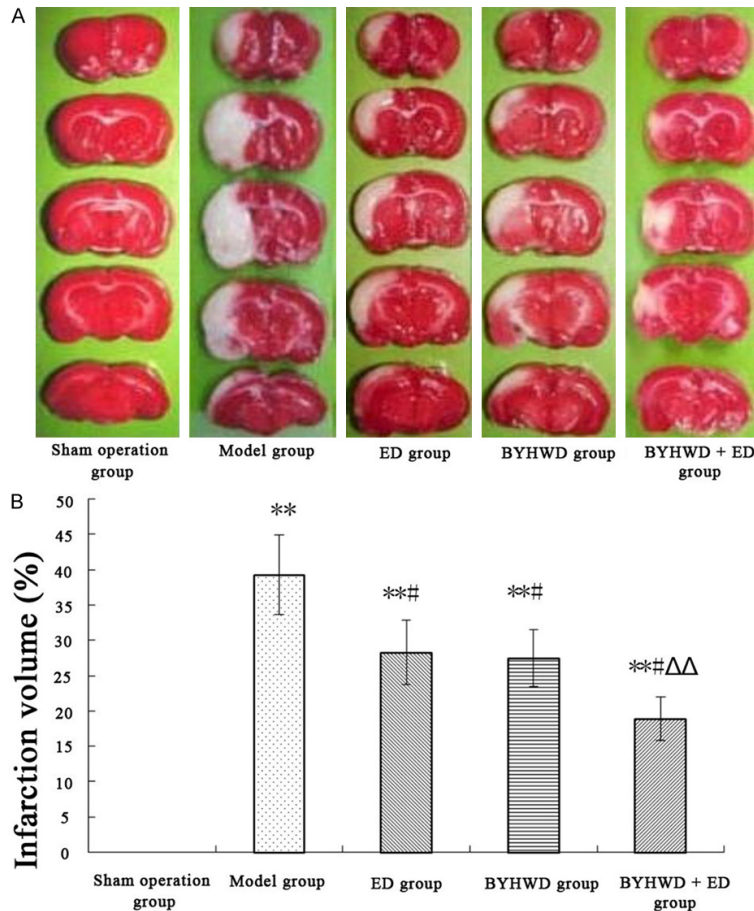 A
Sham operation
group
Model group
ED group
BYHWD group
BYHWD + ED
group
B
Infarction volume (%)
50
45
40
35
30
25
20
15
10
5
0
**
**#
**#
**#ΔΔ
Sham operation
group
Model group
ED group
BYHWD group
BYHWD + ED
group